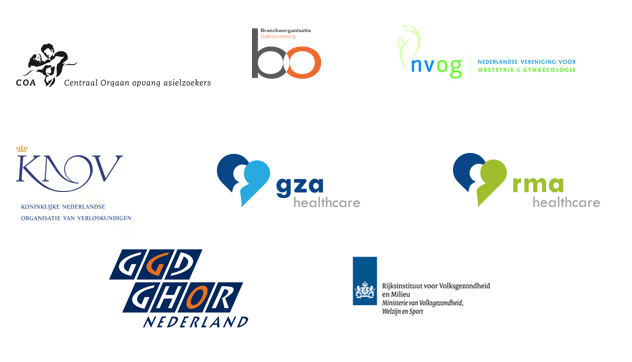 Brancheorganisatie
Geboortezorg
bo
COA Centraal Orgaan opvang asielzoekers
nvog
NEDERLANDSE VERENIGING VOOR
OBSTETRIE & GYNAECOLOGIE
KNOV
KONINKLIJKE NEDERLANDSE
ORGANISATIE VAN VERLOSKUNDIGEN
gza
healthcare
rma
healthcare
GGD
GHOR
NEDERLAND
Rijksinstituut voor Volksgezondheid
en Milieu
Ministerie van Volksgezondheid,
Welzijn en Sport